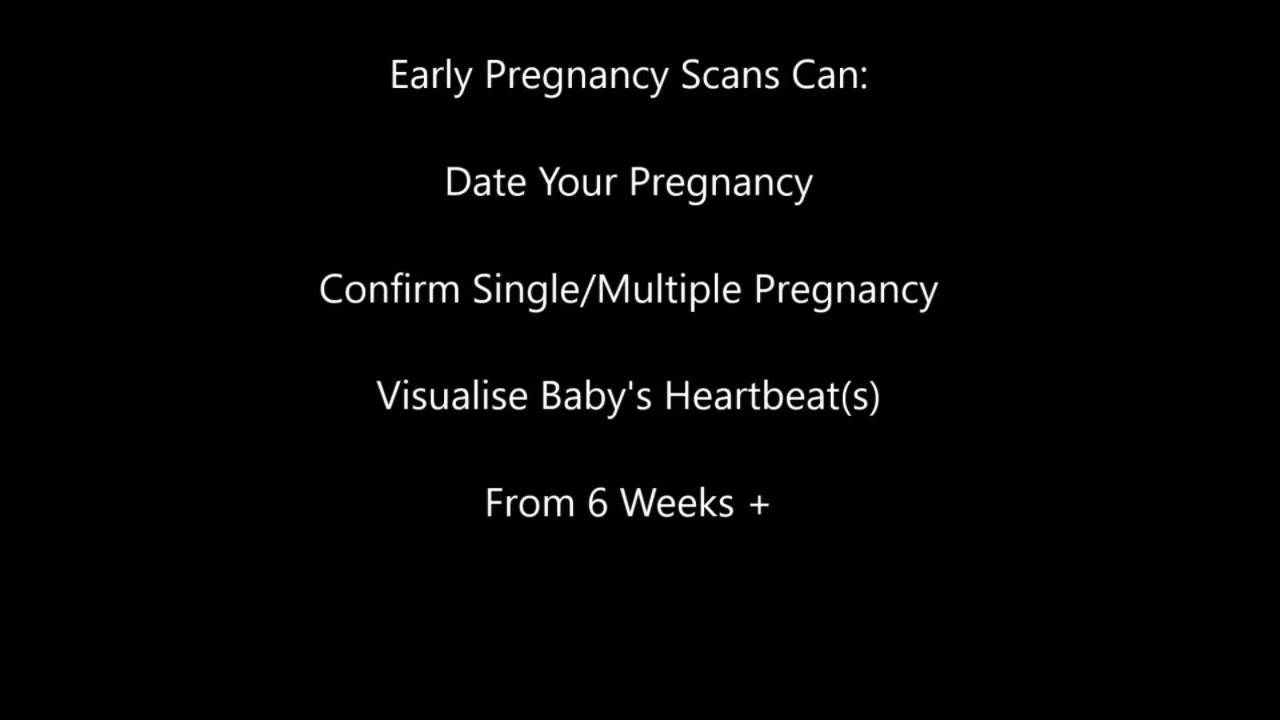 Early Pregnancy Scans Can:
Date Your Pregnancy
Confirm Single/Multiple Pregnancy
Visualise Baby's Heartbeat(s)
From 6 Weeks +